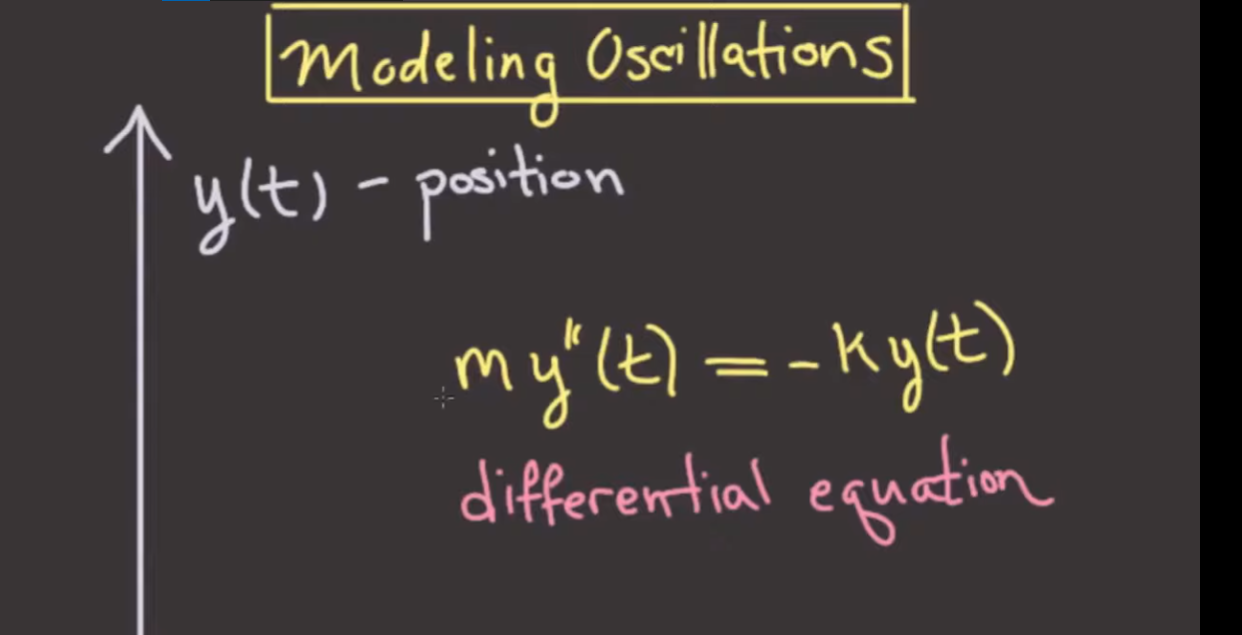 Modeling Oscillations
y(t) - position
my"(t) = -ky(t)
differential equation